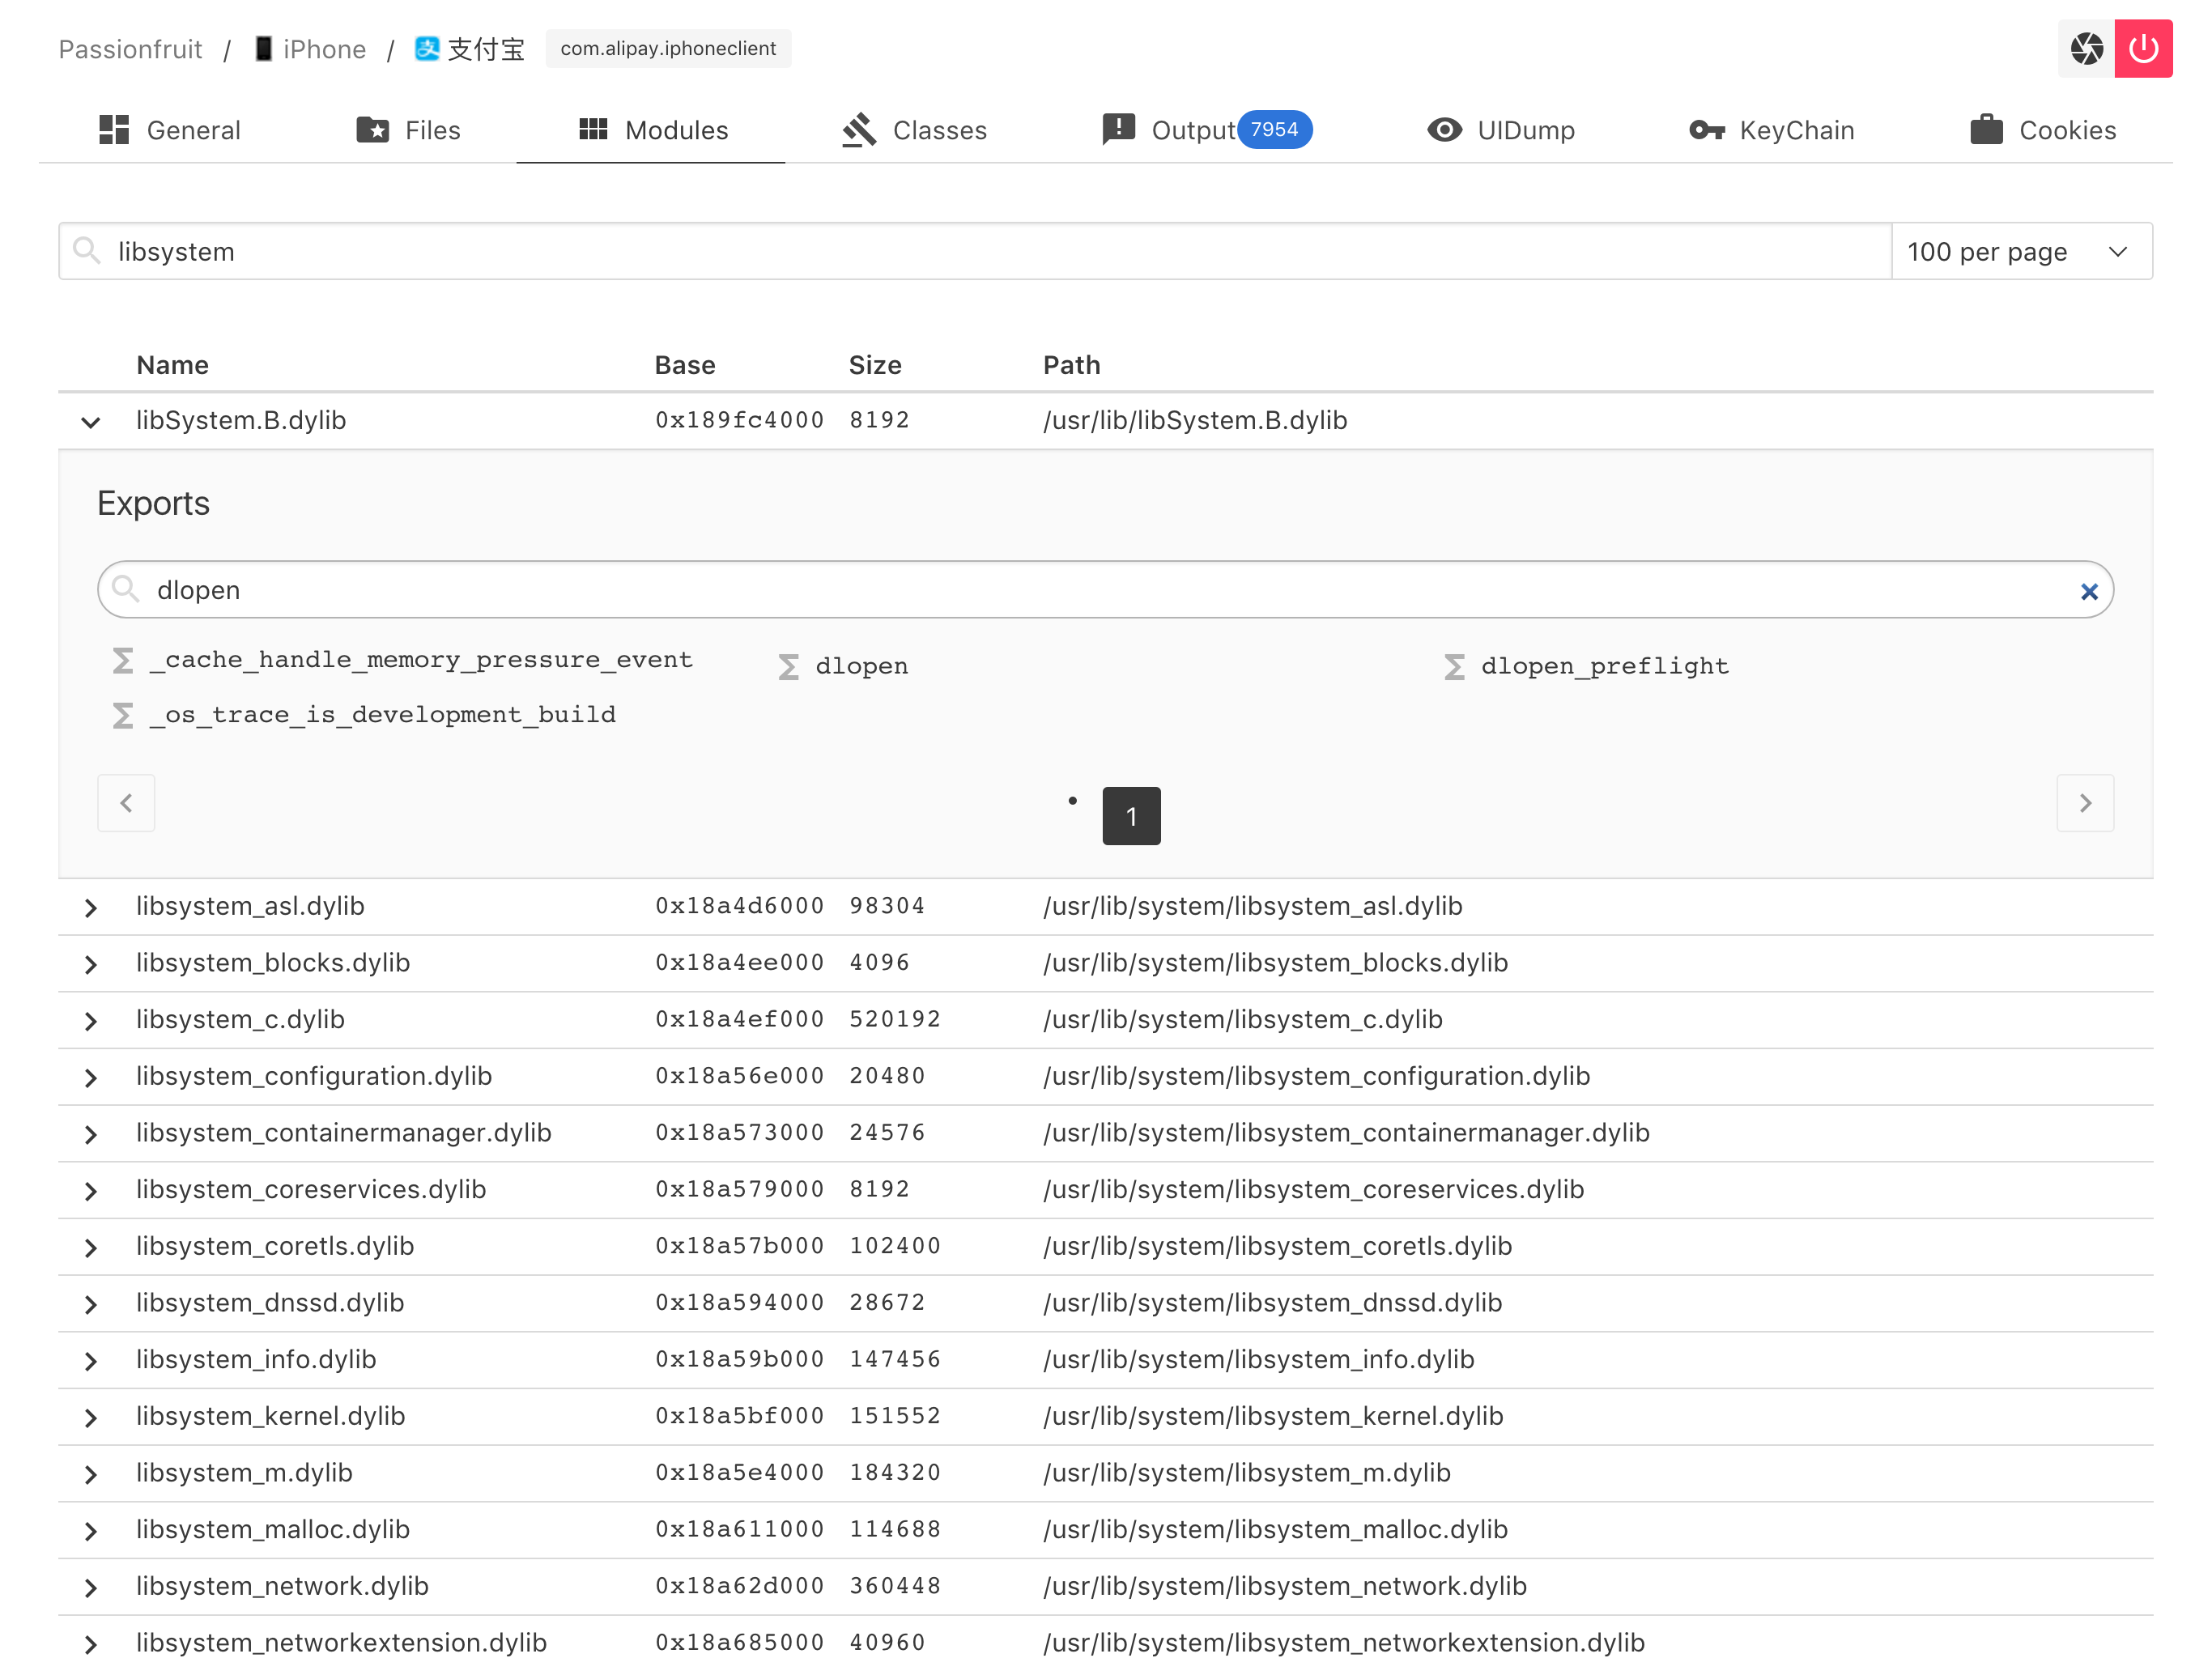 Passionfruit / iPhone / 支付宝 com.alipay.iphoneclient
General Files Modules Classes Output 7954 UIDump KeyChain Cookies
libsystem 100 per page
Name Base Size Path
libSystem.B.dylib 0x189fc4000 8192 /usr/lib/libSystem.B.dylib
Exports
dlopen
_cache_handle_memory_pressure_event dlopen dlopen_preflight
_os_trace_is_development_build
1
libsystem_asl.dylib 0x18a4d6000 98304 /usr/lib/system/libsystem_asl.dylib
libsystem_blocks.dylib 0x18a4ee000 4096 /usr/lib/system/libsystem_blocks.dylib
libsystem_c.dylib 0x18a4ef000 520192 /usr/lib/system/libsystem_c.dylib
libsystem_configuration.dylib 0x18a56e000 20480 /usr/lib/system/libsystem_configuration.dylib
libsystem_containermanager.dylib 0x18a573000 24576 /usr/lib/system/libsystem_containermanager.dylib
libsystem_coreservices.dylib 0x18a579000 8192 /usr/lib/system/libsystem_coreservices.dylib
libsystem_coretls.dylib 0x18a57b000 102400 /usr/lib/system/libsystem_coretls.dylib
libsystem_dnssd.dylib 0x18a594000 28672 /usr/lib/system/libsystem_dnssd.dylib
libsystem_info.dylib 0x18a59b000 147456 /usr/lib/system/libsystem_info.dylib
libsystem_kernel.dylib 0x18a5bf000 151552 /usr/lib/system/libsystem_kernel.dylib
libsystem_m.dylib 0x18a5e4000 184320 /usr/lib/system/libsystem_m.dylib
libsystem_malloc.dylib 0x18a611000 114688 /usr/lib/system/libsystem_malloc.dylib
libsystem_network.dylib 0x18a62d000 360448 /usr/lib/system/libsystem_network.dylib
libsystem_networkextension.dylib 0x18a685000 40960 /usr/lib/system/libsystem_networkextension.dylib